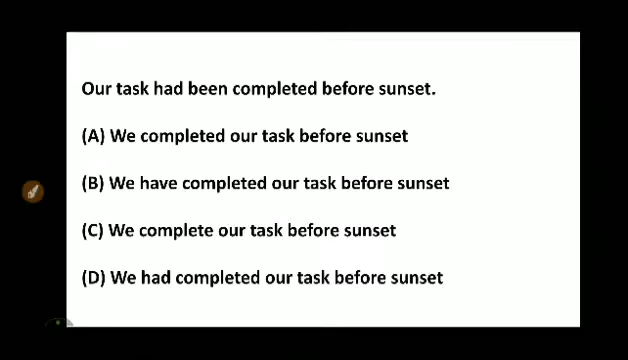 Our task had been completed before sunset.
(A) We completed our task before sunset
(B) We have completed our task before sunset
(C) We complete our task before sunset
(D) We had completed our task before sunset